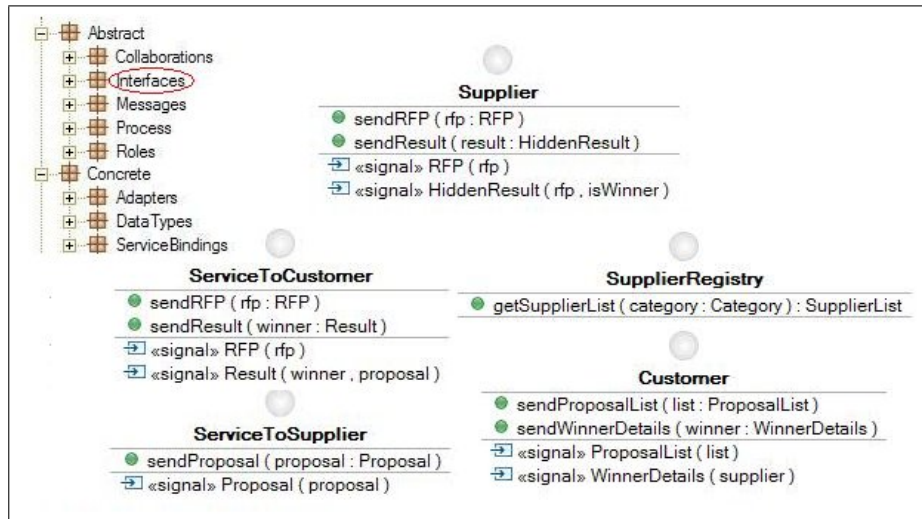 Abstract
Collaborations
Interfaces
Messages
Process
Roles
Concrete
Adapters
DataTypes
ServiceBindings
Supplier
sendRFP ( rfp : RFP )
sendResult ( result : HiddenResult )
«signal» RFP ( rfp )
«signal» HiddenResult ( rfp , isWinner )
ServiceToCustomer
sendRFP ( rfp : RFP )
sendResult ( winner : Result )
«signal» RFP ( rfp )
«signal» Result ( winner , proposal )
SupplierRegistry
getSupplierList ( category : Category ) : SupplierList
Customer
sendProposalList ( list : ProposalList )
sendWinnerDetails ( winner : WinnerDetails )
«signal» ProposalList ( list )
«signal» WinnerDetails ( supplier )
ServiceToSupplier
sendProposal ( proposal : Proposal )
«signal» Proposal ( proposal )